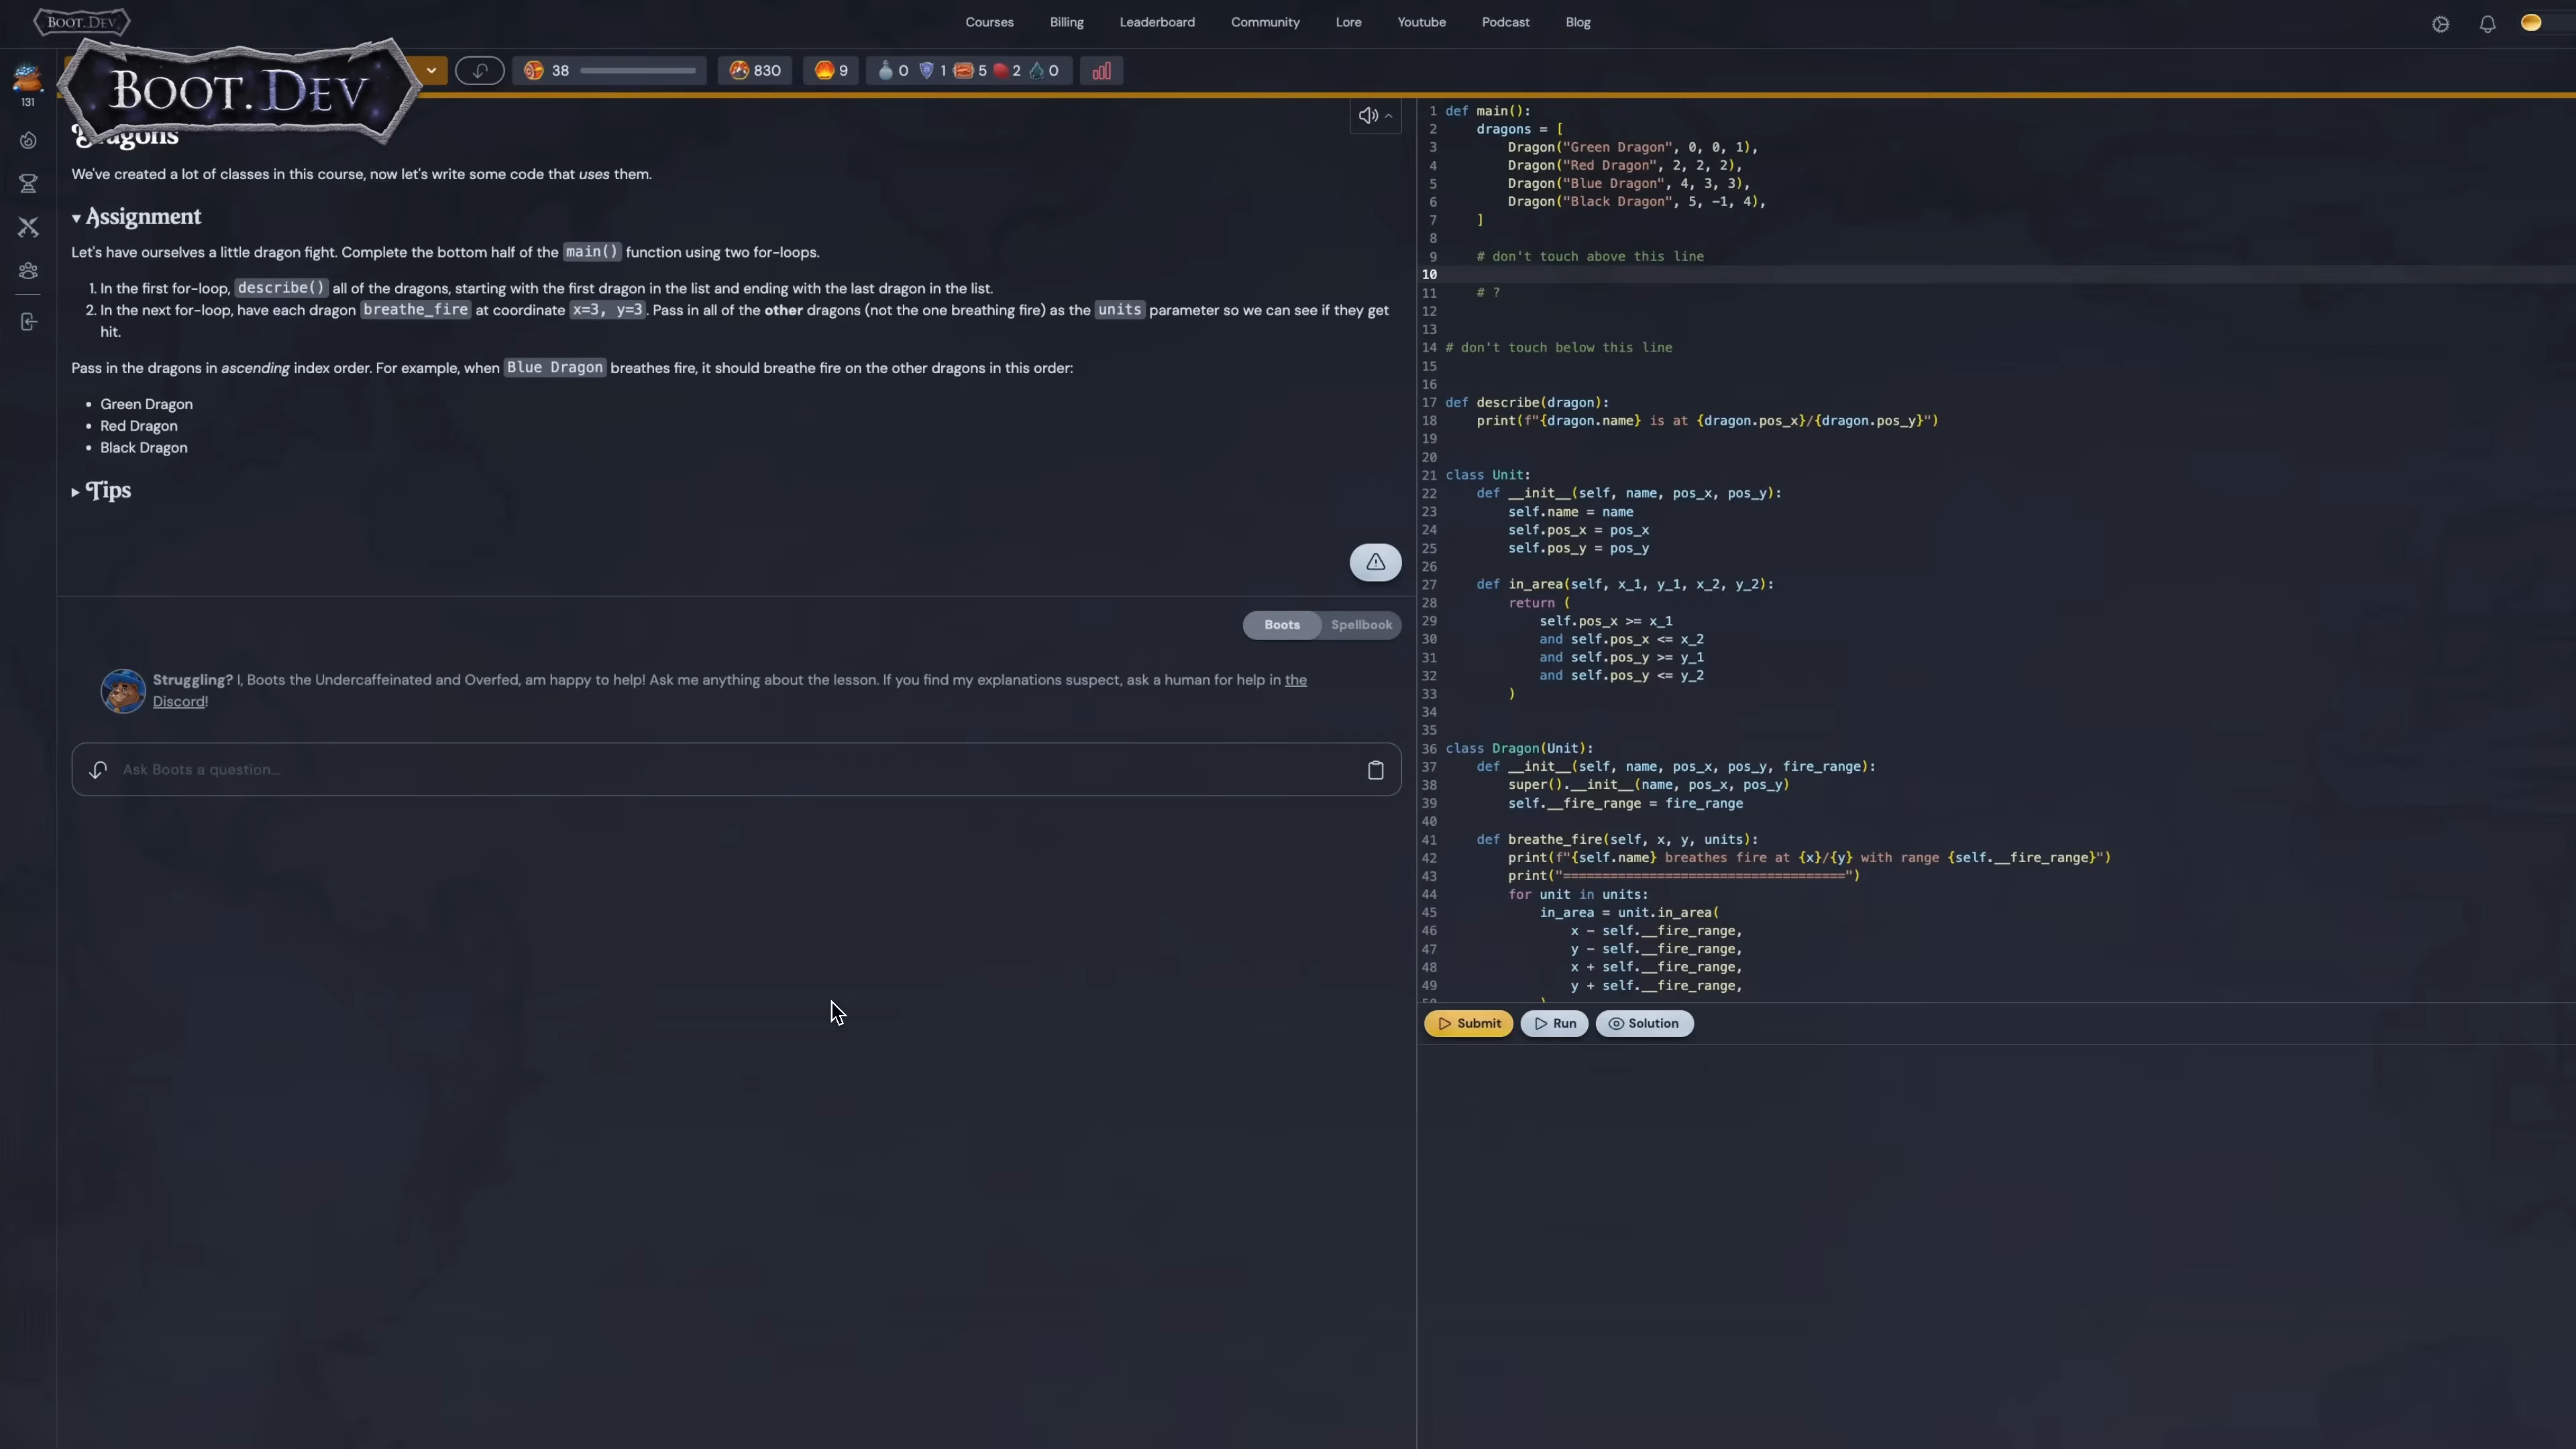 BOOT.DEV
Courses Billing Leaderboard Community Lore Youtube Podcast Blog
BOOT.DEV
38 830 9 0 1 5 2 0
131
Dragons
We've created a lot of classes in this course, now let's write some code that uses them.
Assignment
Let's have ourselves a little dragon fight. Complete the bottom half of the main() function using two for-loops.
1. In the first for-loop, describe() all of the dragons, starting with the first dragon in the list and ending with the last dragon in the list.
2. In the next for-loop, have each dragon breathe_fire at coordinate x=3, y=3. Pass in all of the other dragons (not the one breathing fire) as the units parameter so we can see if they get
hit.
Pass in the dragons in ascending index order. For example, when Blue Dragon breathes fire, it should breathe fire on the other dragons in this order:
• Green Dragon
• Red Dragon
• Black Dragon
Tips
Boots Spellbook
Struggling? I, Boots the Undercaffeinated and Overfed, am happy to help! Ask me anything about the lesson. If you find my explanations suspect, ask a human for help in the
Discord!
Ask Boots a question...
1 def main():
2     dragons = [
3         Dragon("Green Dragon", 0, 0, 1),
4         Dragon("Red Dragon", 2, 2, 2),
5         Dragon("Blue Dragon", 4, 3, 3),
6         Dragon("Black Dragon", 5, -1, 4),
7     ]
8
9     # don't touch above this line
10
11     # ?
12
13
14 # don't touch below this line
15
16
17 def describe(dragon):
18     print(f"{dragon.name} is at {dragon.pos_x}/{dragon.pos_y}")
19
20
21 class Unit:
22     def __init__(self, name, pos_x, pos_y):
23         self.name = name
24         self.pos_x = pos_x
25         self.pos_y = pos_y
26
27     def in_area(self, x_1, y_1, x_2, y_2):
28         return (
29             self.pos_x >= x_1
30             and self.pos_x <= x_2
31             and self.pos_y >= y_1
32             and self.pos_y <= y_2
33         )
34
35
36 class Dragon(Unit):
37     def __init__(self, name, pos_x, pos_y, fire_range):
38         super().__init__(name, pos_x, pos_y)
39         self.__fire_range = fire_range
40
41     def breathe_fire(self, x, y, units):
42         print(f"{self.name} breathes fire at {x}/{y} with range {self.__fire_range}")
43         print("====================================")
44         for unit in units:
45             in_area = unit.in_area(
46                 x - self.__fire_range,
47                 y - self.__fire_range,
48                 x + self.__fire_range,
49                 y + self.__fire_range,
Submit Run Solution